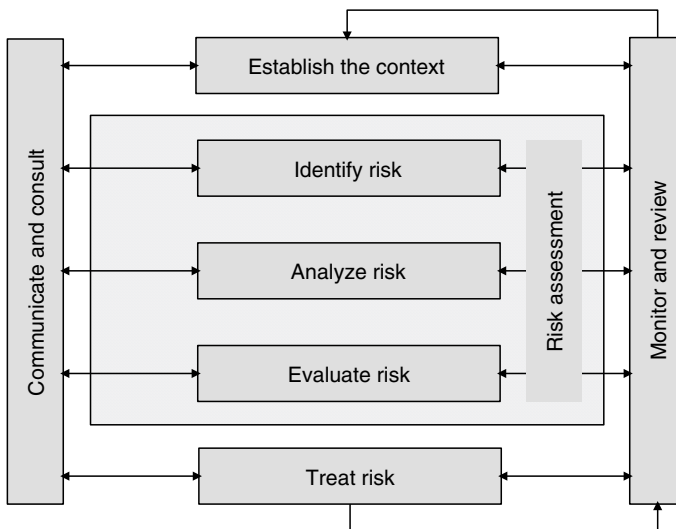 Establish the context
Identify risk
Analyze risk
Evaluate risk
Treat risk
Communicate and consult
Risk assessment
Monitor and review